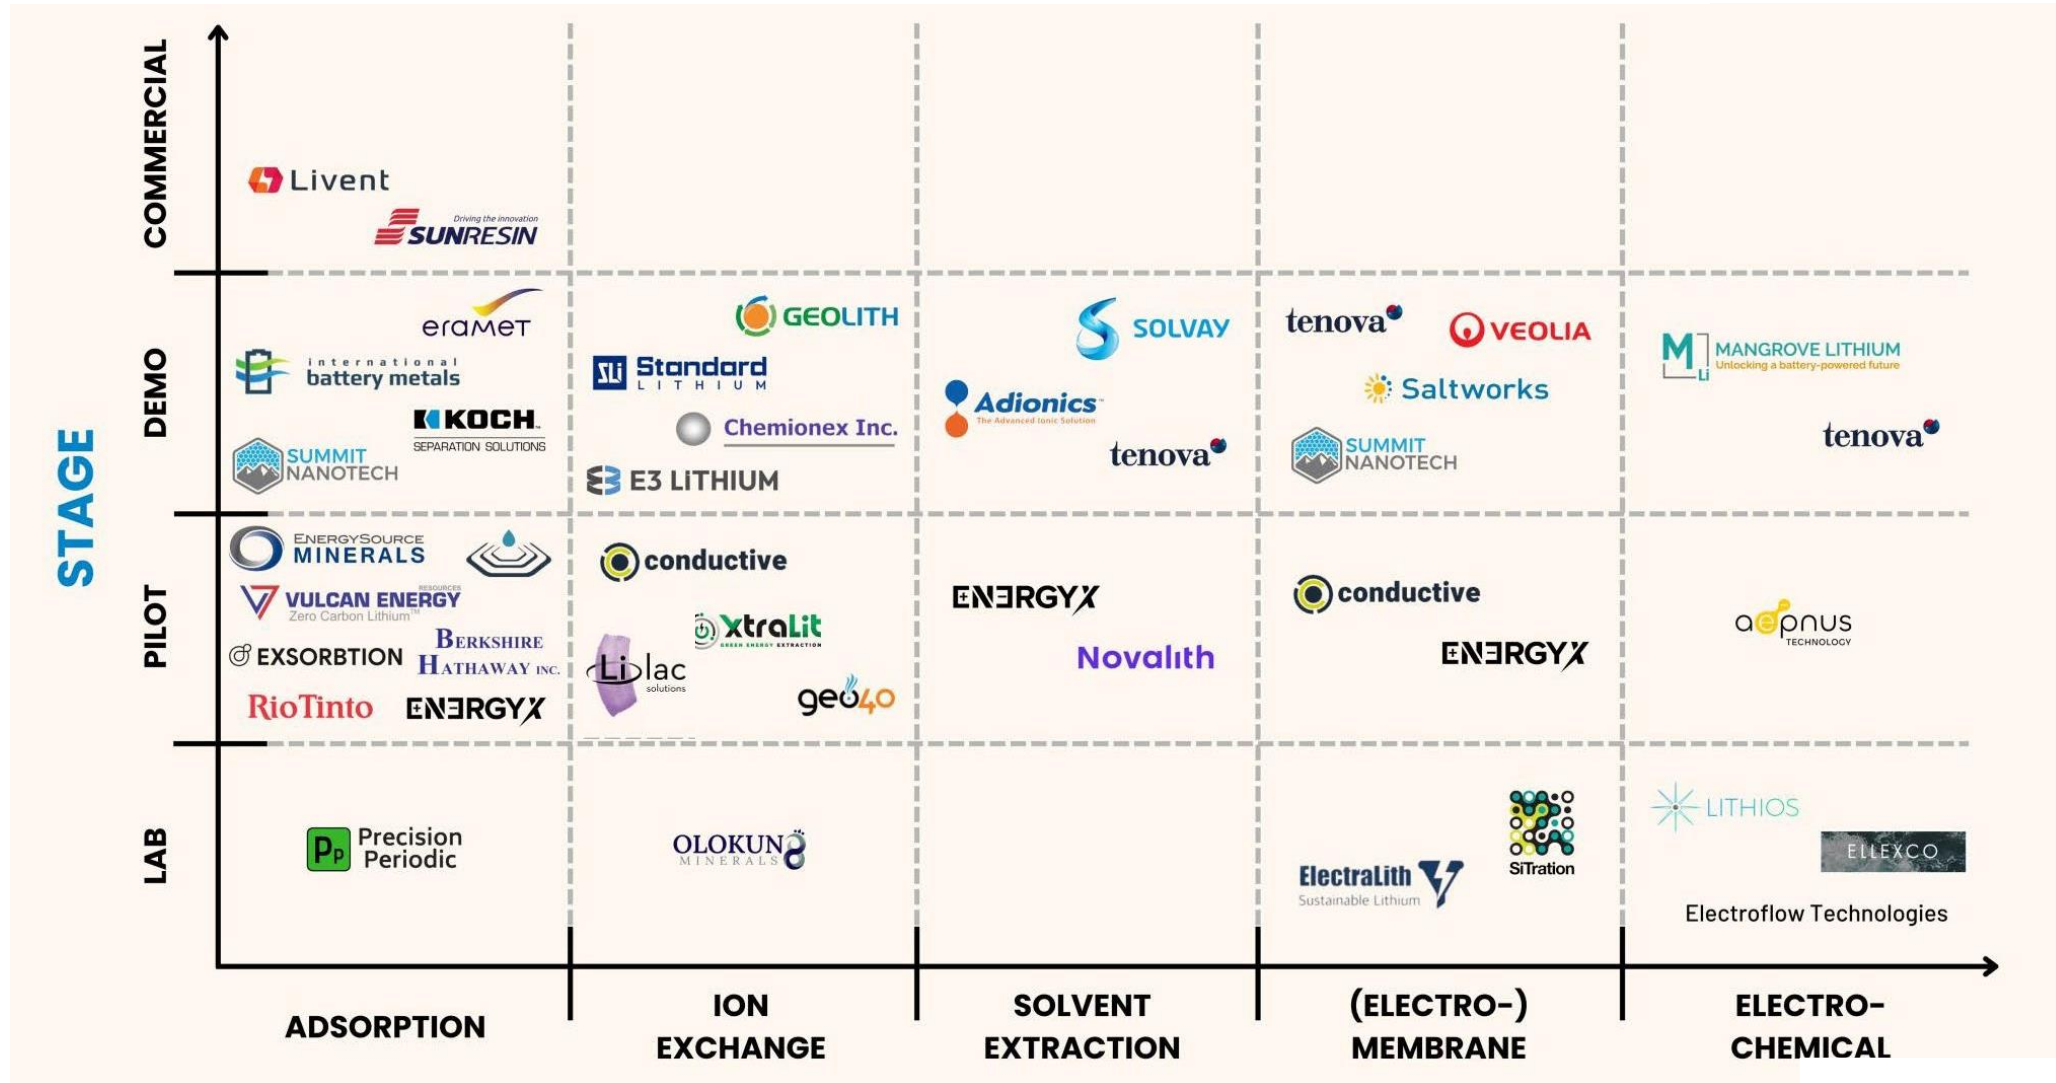 STAGE
COMMERCIAL
Livent
Driving the innovation
SUNRESIN
DEMO
eramet
international
battery metals
KOCH
SEPARATION SOLUTIONS
SUMMIT
NANOTECH
GEOLITH
SLi Standard
LITHIUM
Chemionex Inc.
E3 LiTHIUM
SOLVAY
Adionics
The Advanced Ionic Solution
tenova
tenova
VEOLIA
Saltworks
SUMMIT
NANOTECH
M Li MANGROVE LITHIUM
Unlocking a battery-powered future
tenova
PILOT
ENERGYSOURCE
MINERALS
RESOURCES
VULCAN ENERGY
Zero Carbon Lithium™
EXSORBTION
BERKSHIRE
HATHAWAY INC.
RioTinto
ENERGYX
conductive
XtraLit
GREEN ENERGY EXTRACTION
Lilac
solutions
geo40
ENERGYX
Novalith
conductive
ENERGYX
aepnus
TECHNOLOGY
LAB
Pp Precision
Periodic
OLOKUN
MINERALS
SiTration
ElectraLith
Sustainable Lithium
LITHIOS
ELLEXCO
Electroflow Technologies
ADSORPTION
ION
EXCHANGE
SOLVENT
EXTRACTION
(ELECTRO-)
MEMBRANE
ELECTRO-
CHEMICAL